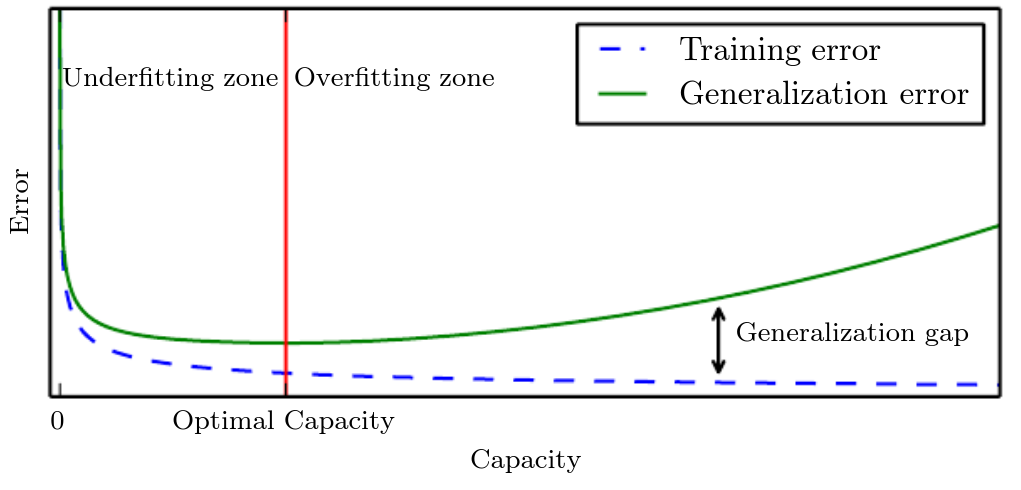 Underfitting zone
Overfitting zone
Training error
Generalization error
Error
Generalization gap
0
Optimal Capacity
Capacity